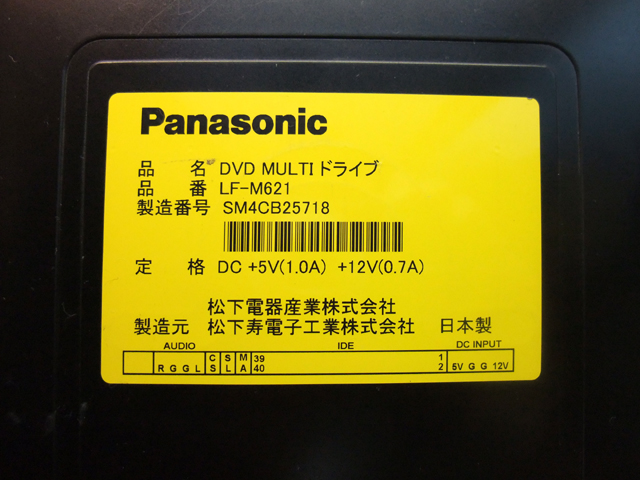 Panasonic
品 名 DVD MULTI ドライブ
品 番 LF-M621
製造番号 SM4CB25718
定 格 DC +5V(1.0A) +12V(0.7A)
松下電器産業株式会社
製造元 松下寿電子工業株式会社 日本製
AUDIO IDE DC INPUT
C S M 39 1
R G G L S L A 40 2 5V G G 12V